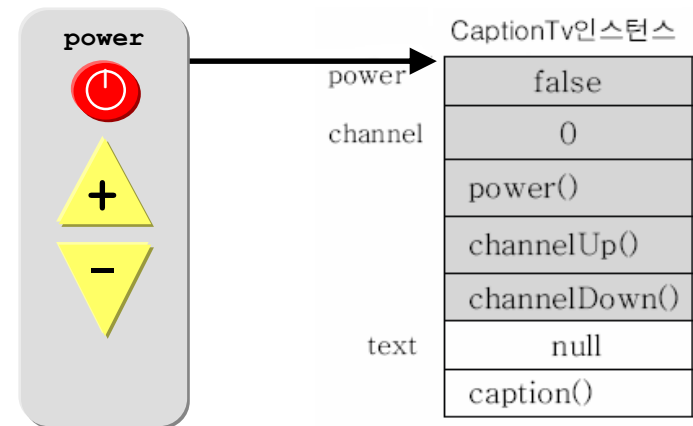 power
+
−
CaptionTv인스턴스
power false
channel 0
power()
channelUp()
channelDown()
text null
caption()